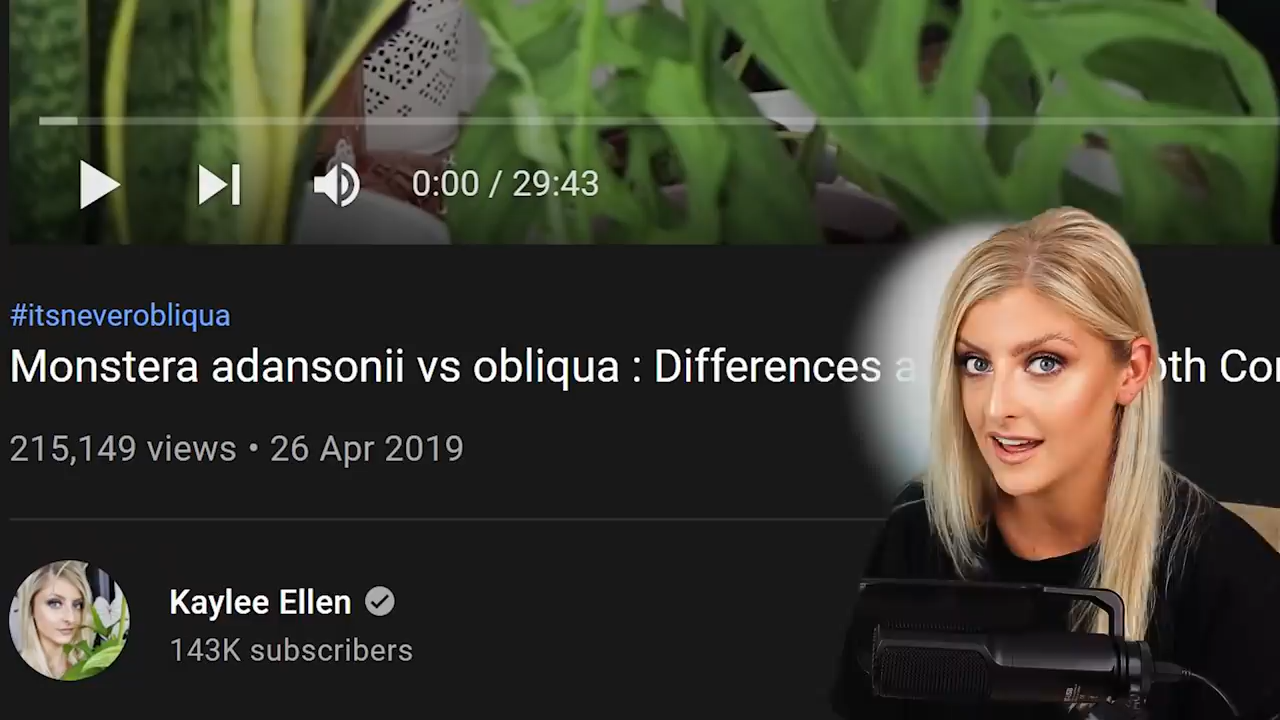 0:00 / 29:43
#itsneverobliqua
Monstera adansonii vs obliqua : Differences
215,149 views • 26 Apr 2019
Kaylee Ellen
143K subscribers